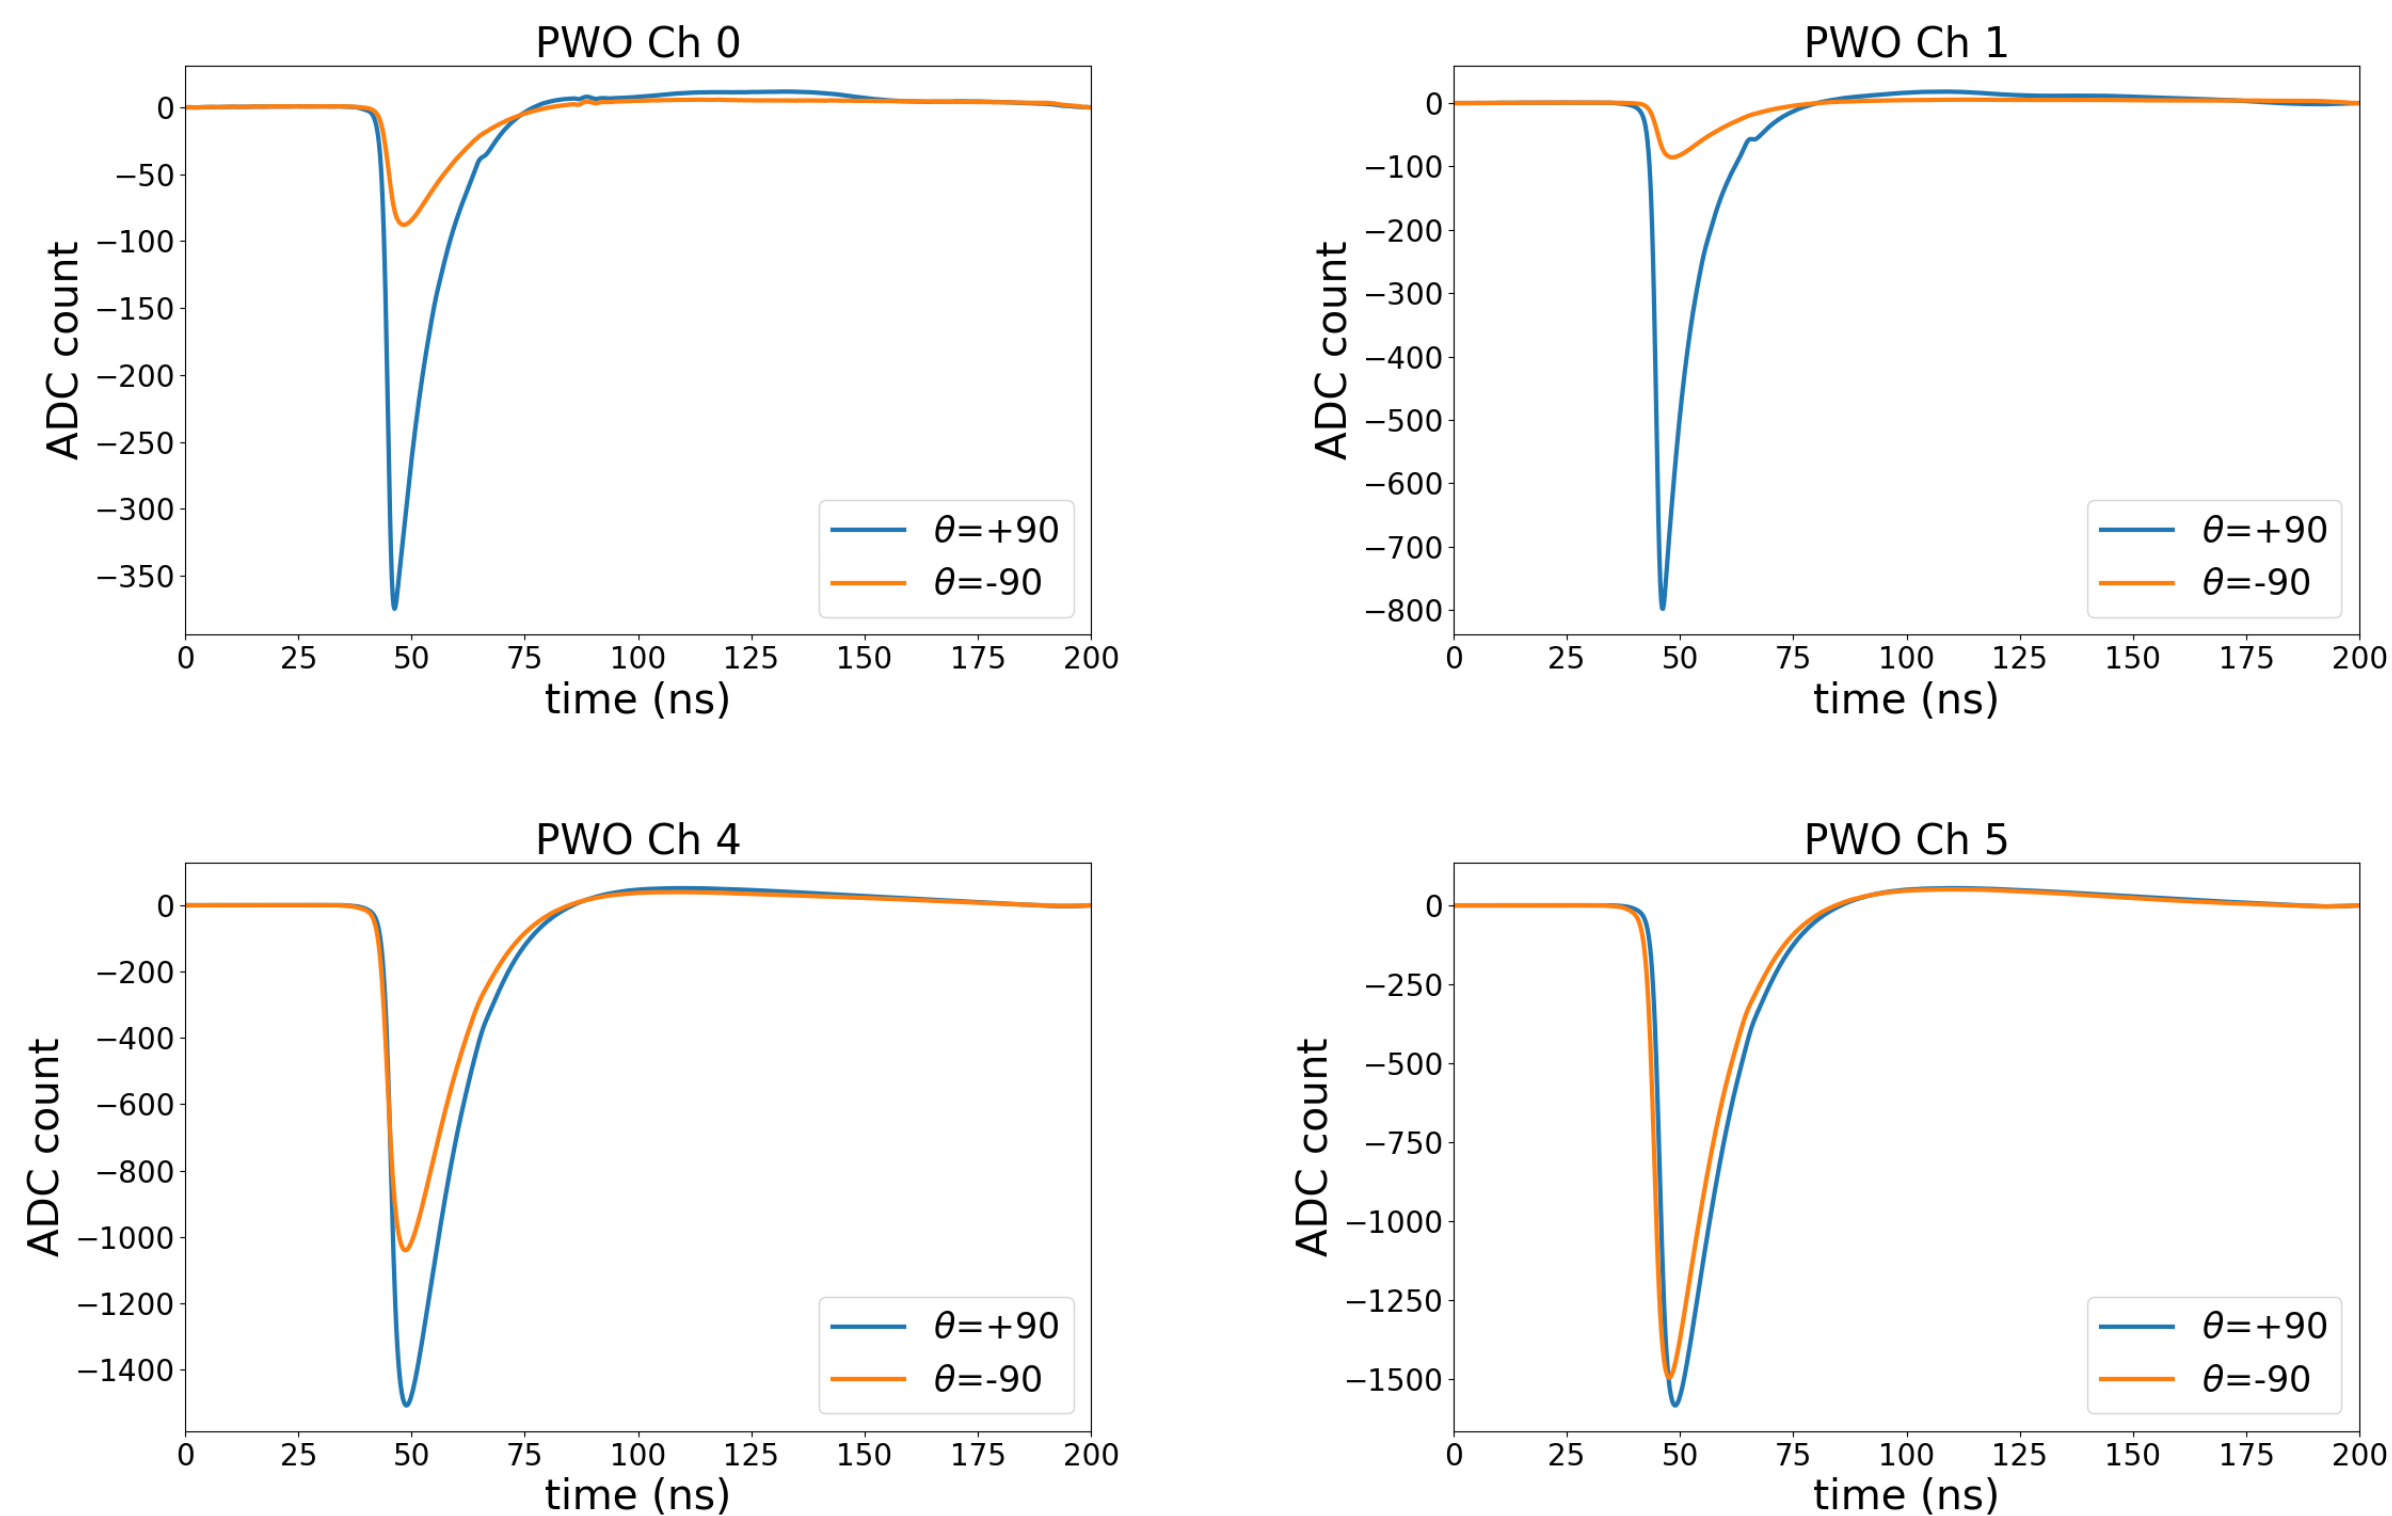 PWO Ch 0
ADC count
0
−50
−100
−150
−200
−250
−300
−350
θ=+90
θ=-90
0 25 50 75 100 125 150 175 200
time (ns)
PWO Ch 1
ADC count
0
−100
−200
−300
−400
−500
−600
−700
−800
θ=+90
θ=-90
0 25 50 75 100 125 150 175 200
time (ns)
PWO Ch 4
ADC count
0
−200
−400
−600
−800
−1000
−1200
−1400
θ=+90
θ=-90
0 25 50 75 100 125 150 175 200
time (ns)
PWO Ch 5
ADC count
0
−250
−500
−750
−1000
−1250
−1500
θ=+90
θ=-90
0 25 50 75 100 125 150 175 200
time (ns)